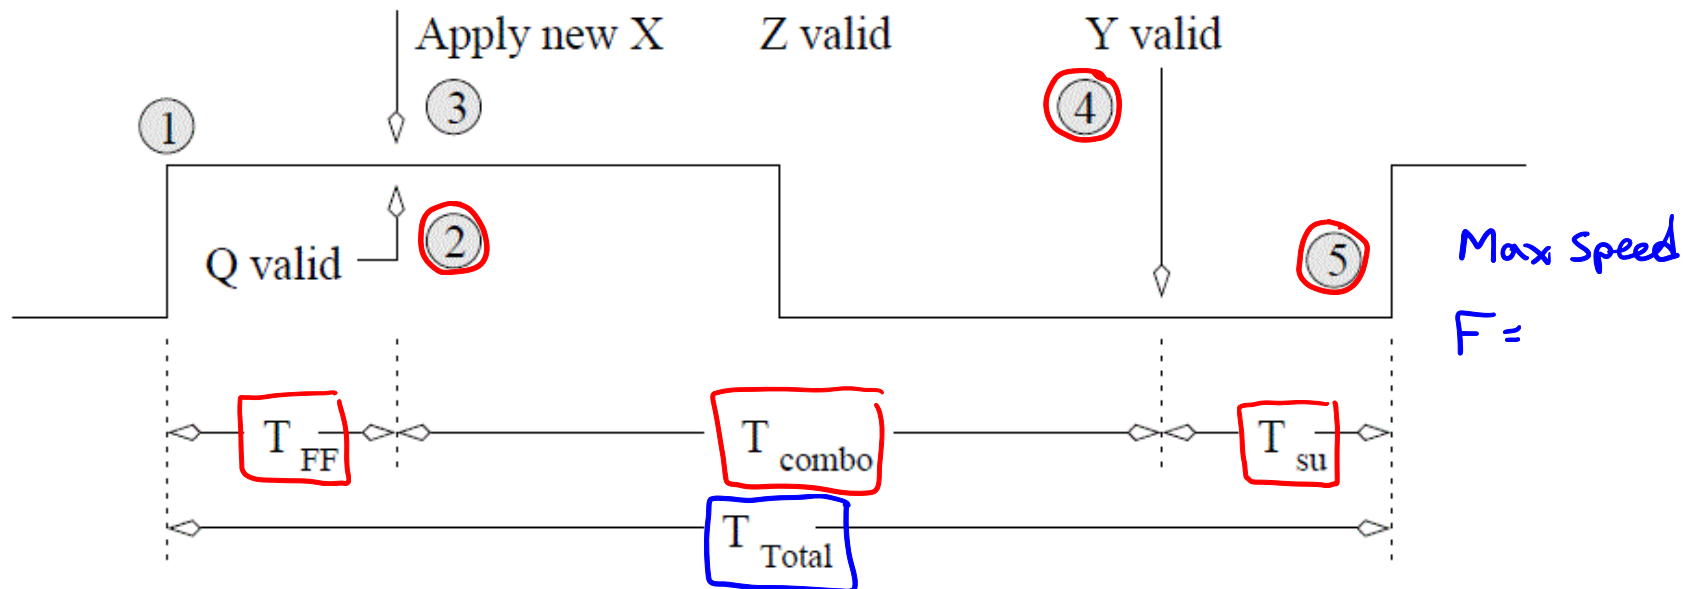 Apply new X Z valid Y valid
1 3 4
Q valid 2 5
Max Speed
F =
T FF T combo T su
T Total